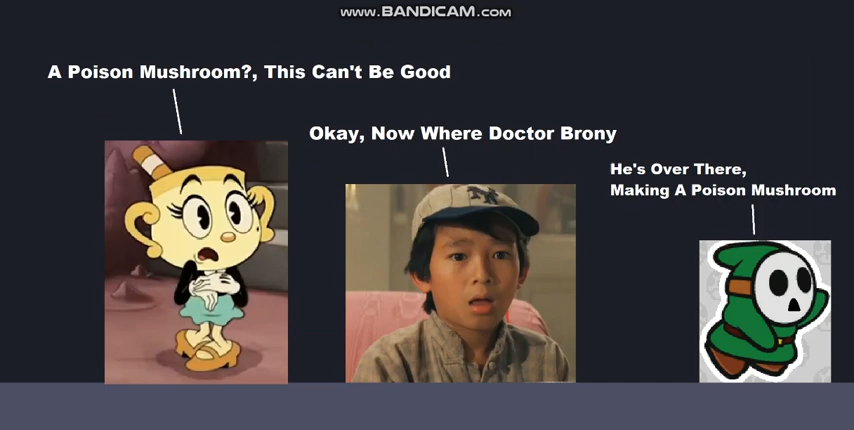 www.BANDICAM.com
A Poison Mushroom?, This Can't Be Good
Okay, Now Where Doctor Brony
He's Over There,
Making A Poison Mushroom
NY